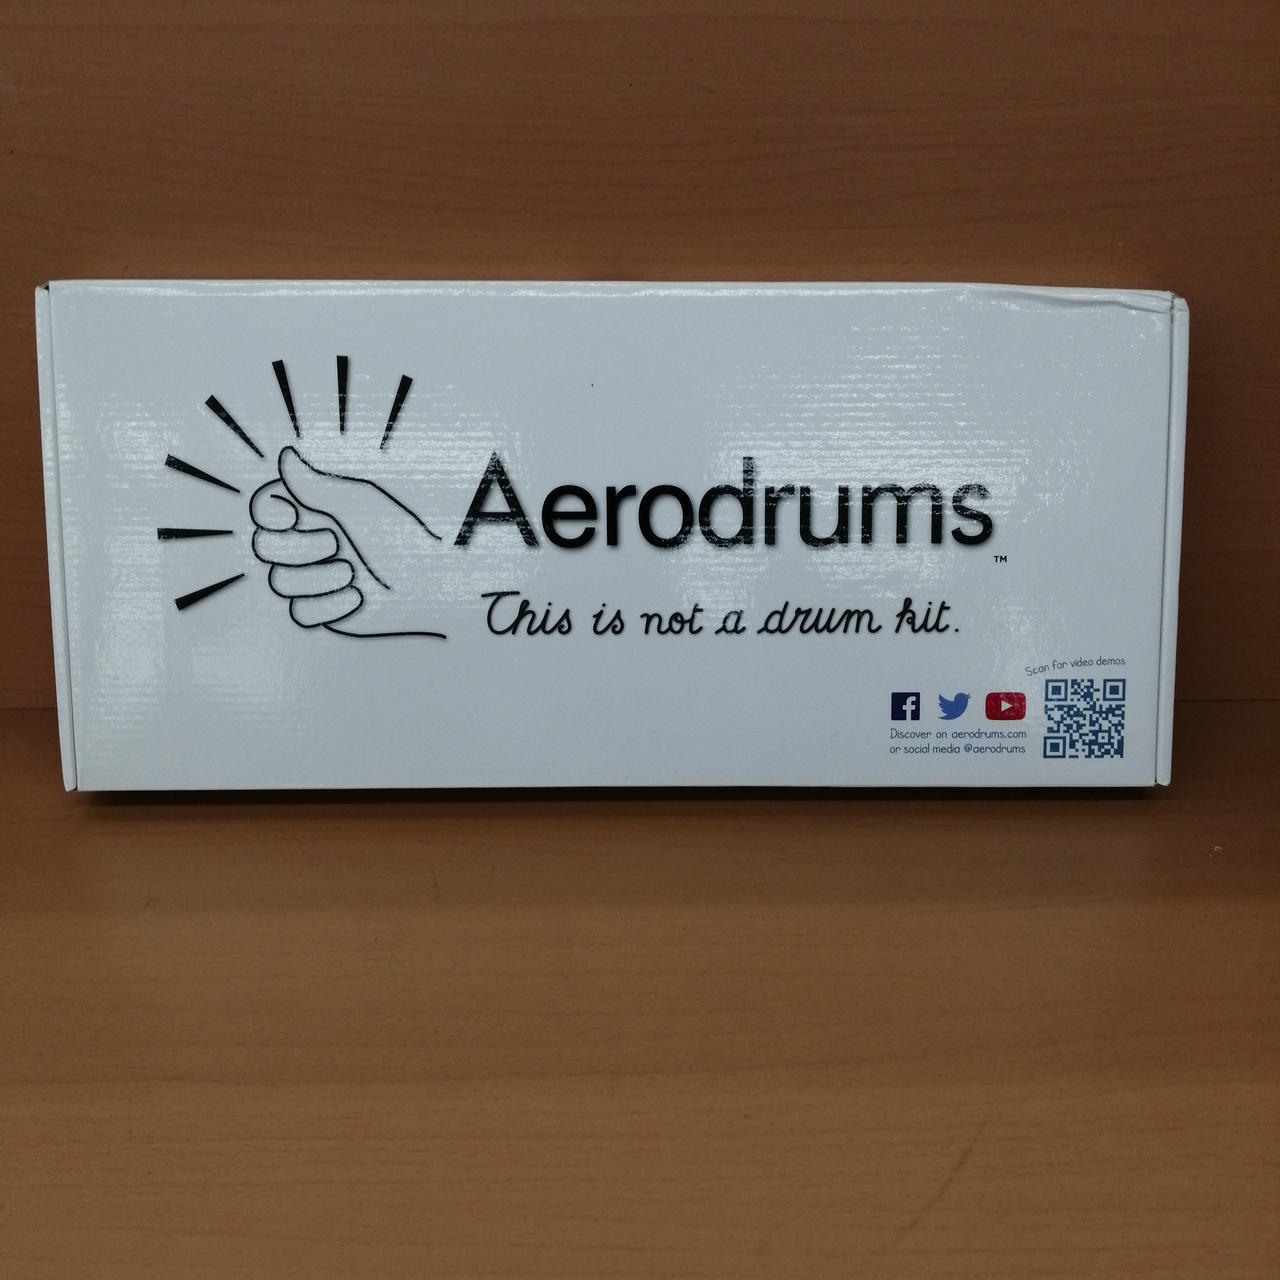 Aerodrums
TM
This is not a drum kit.
Scan for video demos
Discover on aerodrums.com
or social media @aerodrums